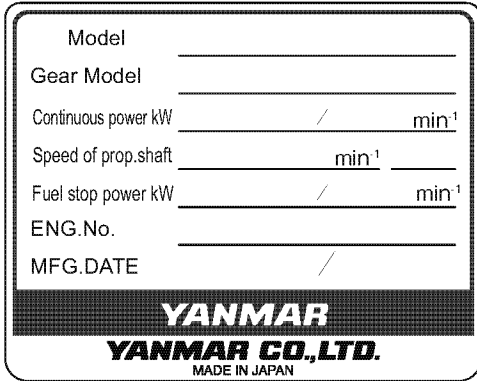 Model
Gear Model
Continuous power kW / min⁻¹
Speed of prop.shaft min⁻¹
Fuel stop power kW / min⁻¹
ENG.No.
MFG.DATE /
YANMAR
YANMAR CO.,LTD.
MADE IN JAPAN